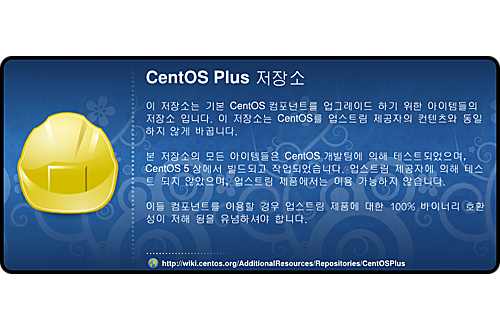 CentOS Plus 저장소
이 저장소는 기본 CentOS 컴포넌트를 업그레이드 하기 위한 아이템들의
저장소 입니다. 이 저장소는 CentOS를 업스트림 제공자의 컨텐츠와 동일
하지 않게 바꿉니다.
본 저장소의 모든 아이템들은 CentOS 개발팀에 의해 테스트되었으며,
CentOS 5 상에서 빌드되고 작업되었습니다. 업스트림 제공자에 의해 테스
트 되지 않았으며, 업스트림 제품에서는 이용 가능하지 않습니다.
이들 컴포넌트를 이용할 경우 업스트림 제품에 대한 100% 바이너리 호환
성이 저해 됨을 유념하셔야 합니다.
http://wiki.centos.org/AdditionalResources/Repositories/CentOSPlus